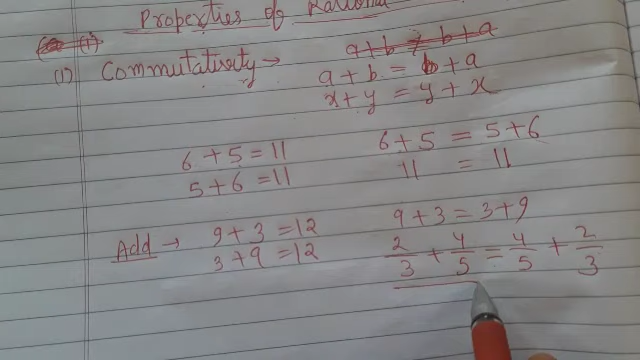 Properties of Rational
(1) Commutativity → a+b = b+a
a+b = b+a
x+y = y+x
6+5=11 6+5 = 5+6
5+6=11 11 = 11
Add → 9+3=12 9+3=3+9
3+9=12 2/3 + 4/5 = 4/5 + 2/3